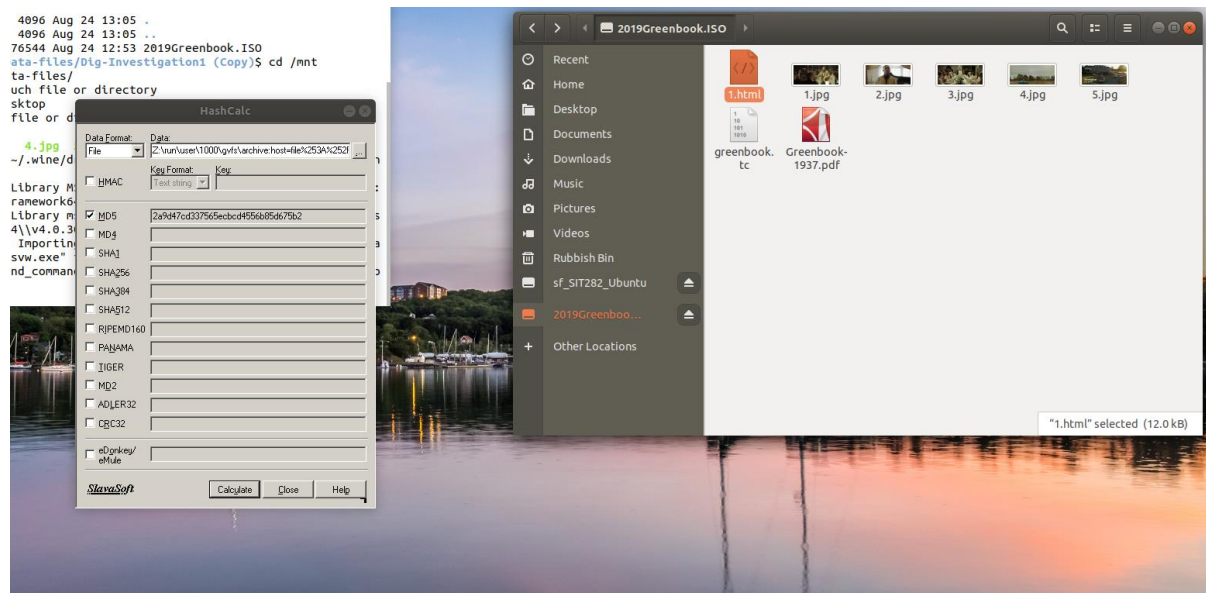 4096 Aug 24 13:05 .
4096 Aug 24 13:05 ..
76544 Aug 24 12:53 2019Greenbook.ISO
ata-files/Dig-Investigation1 (Copy)$ cd /mnt
ta-files/
uch file or directory
sktop
file or d
4.jpg
~/.wine/d
Library M
ramework6
Library m
4\\v4.0.3
Importin
svw.exe"
nd_comman
HashCalc
Data Format:
Data:
File
Z:\run\user\1000\gvfs\archive:host=file%253A%252f
...
HMAC
Key Format:
Key:
Text string
MD5
2a9d47cd337565ecbcd4556b85d675b2
MD4
SHA1
SHA256
SHA384
SHA512
RIPEMD160
PANAMA
TIGER
MD2
ADLER32
CRC32
eDonkey/
eMule
SlavaSoft
Calculate
Close
Help
2019Greenbook.ISO
Recent
Home
Desktop
Documents
Downloads
Music
Pictures
Videos
Rubbish Bin
sf_SIT282_Ubuntu
2019Greenboo...
+ Other Locations
1.html
1.jpg
2.jpg
3.jpg
4.jpg
5.jpg
greenbook.
tc
Greenbook-
1937.pdf
"1.html" selected (12.0 kB)